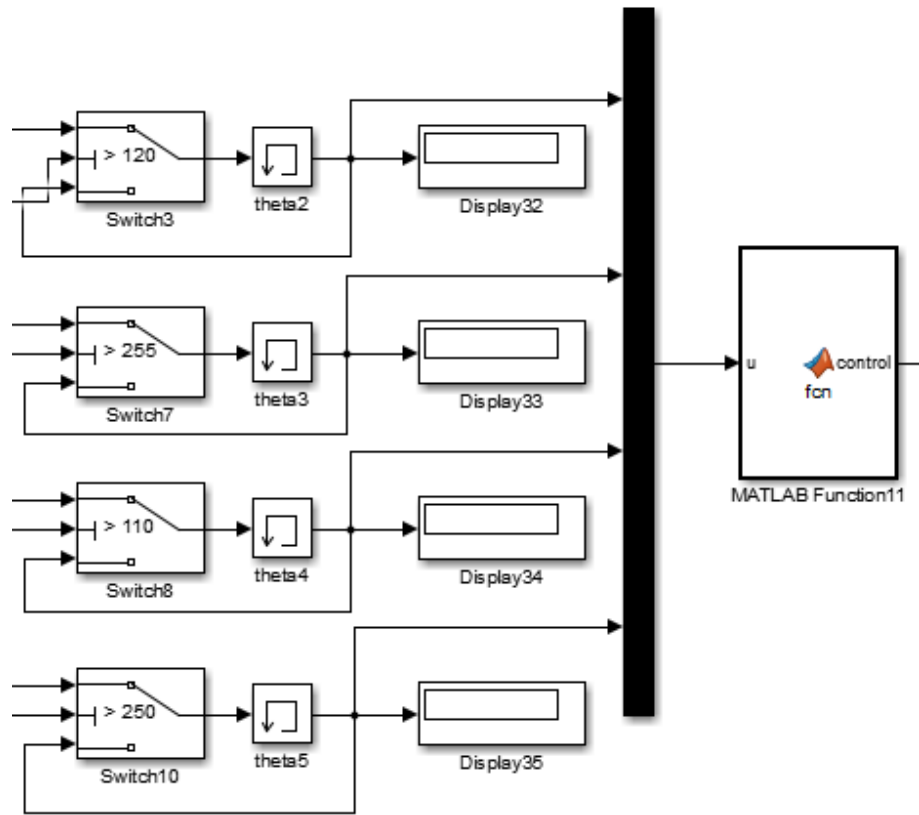 > 120
Switch3
theta2
Display32
> 255
Switch7
theta3
Display33
u
control
fcn
MATLAB Function11
> 110
Switch8
theta4
Display34
> 250
Switch10
theta5
Display35